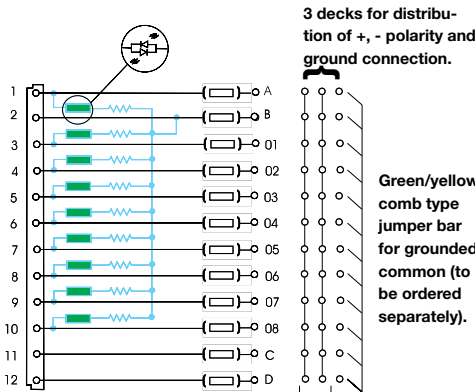 3 decks for distribu-
tion of +, - polarity and
ground connection.
1 A
2 B
3 01
4 02
5 03
6 04
7 05
8 06
9 07
10 08
11 C
12 D
Green/yellow
comb type
jumper bar
for grounded
common (to
be ordered
separately).